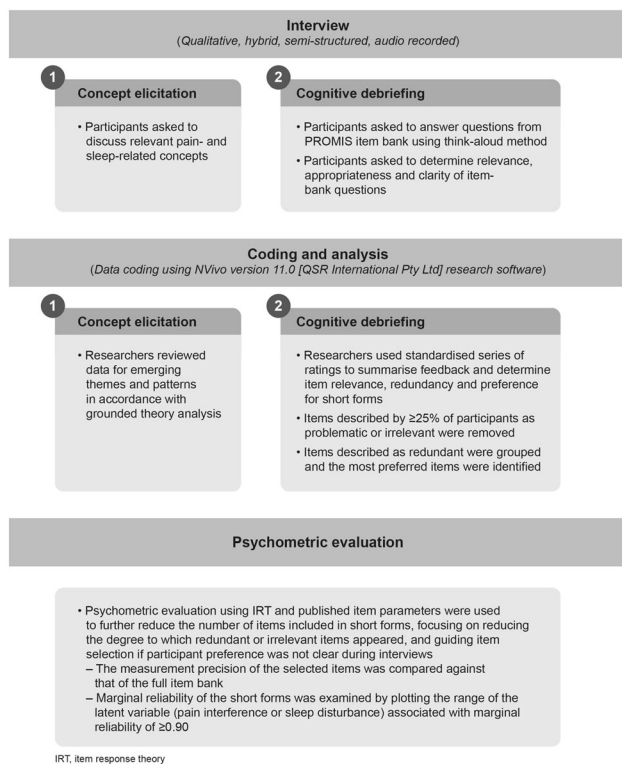 Interview
(Qualitative, hybrid, semi-structured, audio recorded)
1
Concept elicitation
• Participants asked to
discuss relevant pain- and
sleep-related concepts
2
Cognitive debriefing
• Participants asked to answer questions from
PROMIS item bank using think-aloud method
• Participants asked to determine relevance,
appropriateness and clarity of item-
bank questions
Coding and analysis
(Data coding using NVivo version 11.0 [QSR International Pty Ltd] research software)
1
Concept elicitation
• Researchers reviewed
data for emerging
themes and patterns
in accordance with
grounded theory analysis
2
Cognitive debriefing
• Researchers used standardised series of
ratings to summarise feedback and determine
item relevance, redundancy and preference
for short forms
• Items described by ≥25% of participants as
problematic or irrelevant were removed
• Items described as redundant were grouped
and the most preferred items were identified
Psychometric evaluation
• Psychometric evaluation using IRT and published item parameters were used
to further reduce the number of items included in short forms, focusing on reducing
the degree to which redundant or irrelevant items appeared, and guiding item
selection if participant preference was not clear during interviews
– The measurement precision of the selected items was compared against
that of the full item bank
– Marginal reliability of the short forms was examined by plotting the range of the
latent variable (pain interference or sleep disturbance) associated with marginal
reliability of ≥0.90
IRT, item response theory